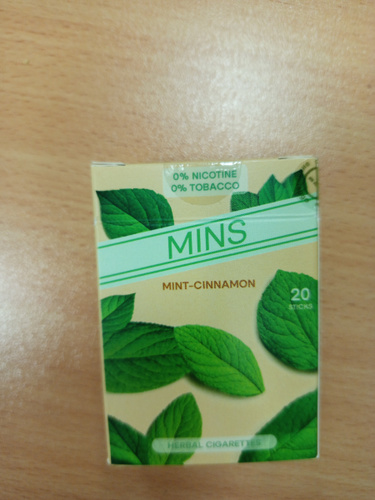 0% NICOTINE
0% TOBACCO
MINS
MINT-CINNAMON
20
STICKS
HERBAL CIGARETTES